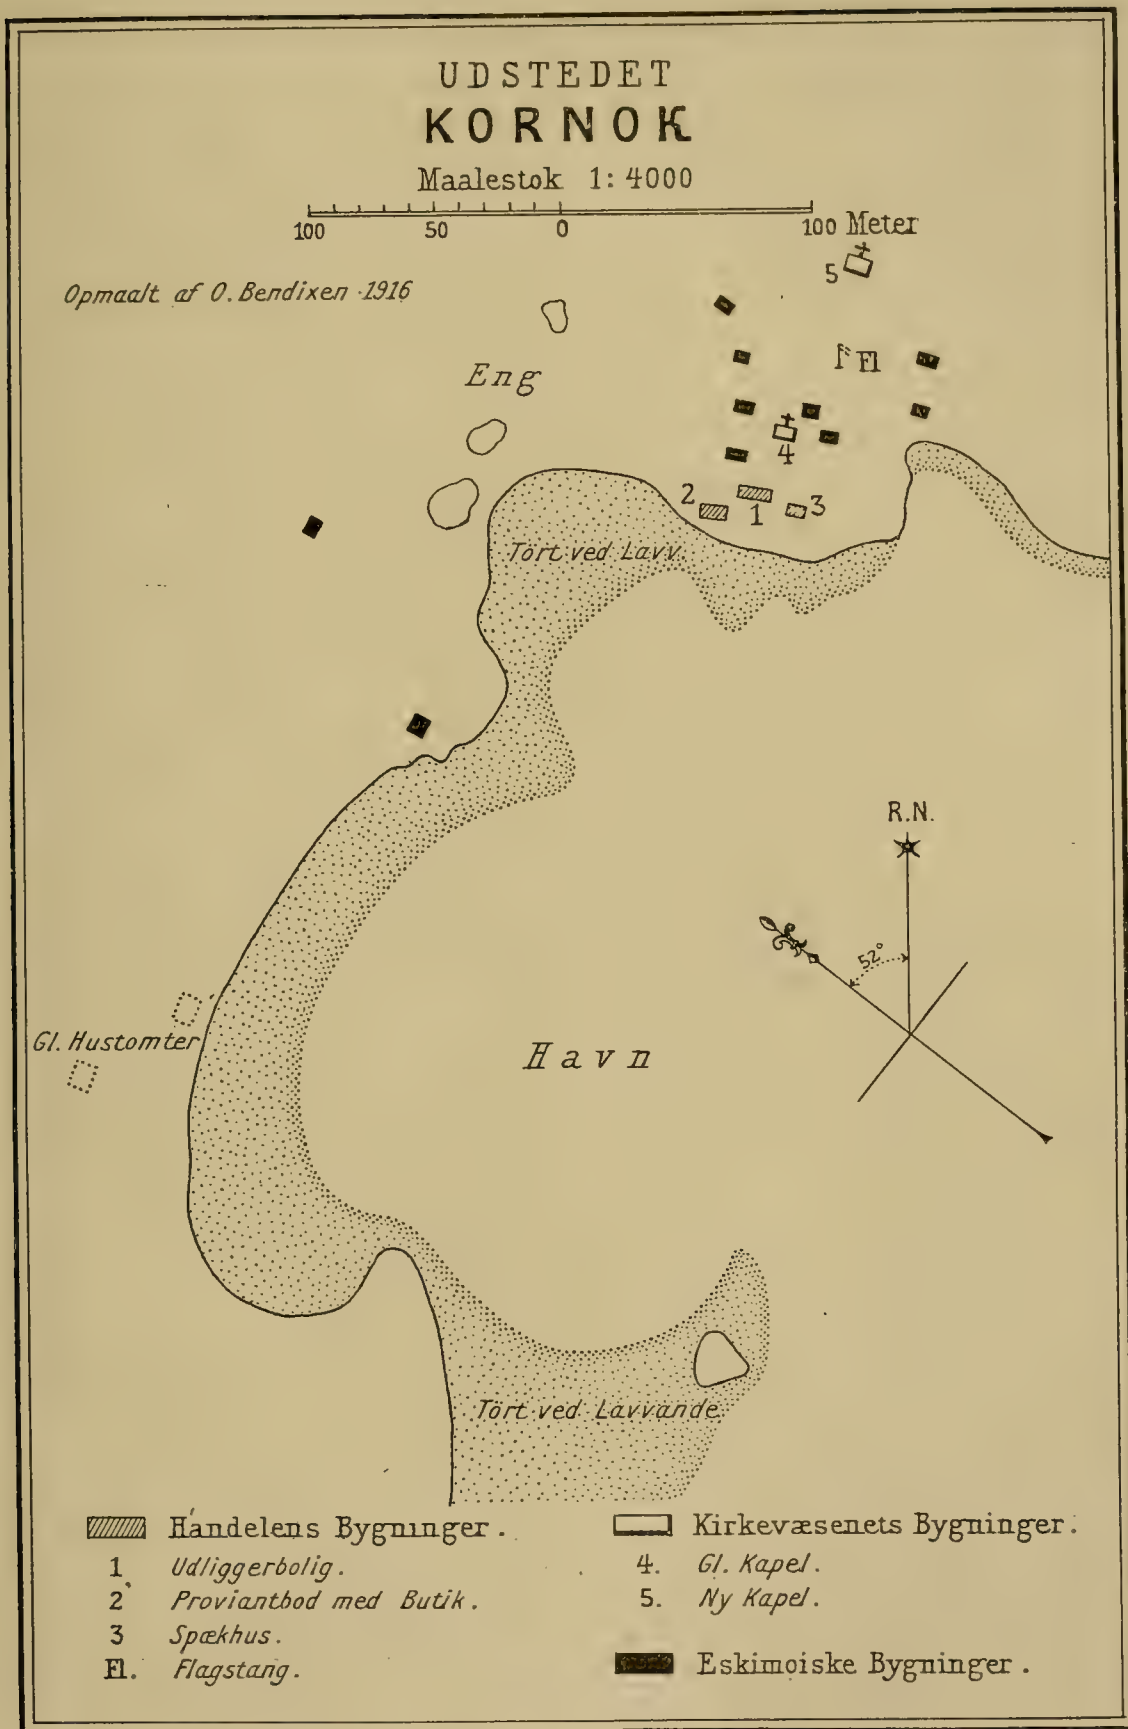 UDSTEDET
KORNOK
Maalestok 1:4000
100 50 0 100 Meter
5
Opmaalt af O. Bendixen 1916
Fl
Eng
4
2 1 3
Tört ved Lavv.
R.N.
52°
Gl. Hustomter
Havn
Tört ved Lavvande
Handelens Bygninger.
1 Udliggerbolig.
2 Proviantbod med Butik.
3 Spækhus.
Fl. Flagstang.
Kirkevæsenets Bygninger.
4. Gl. Kapel.
5. Ny Kapel.
Eskimoiske Bygninger.